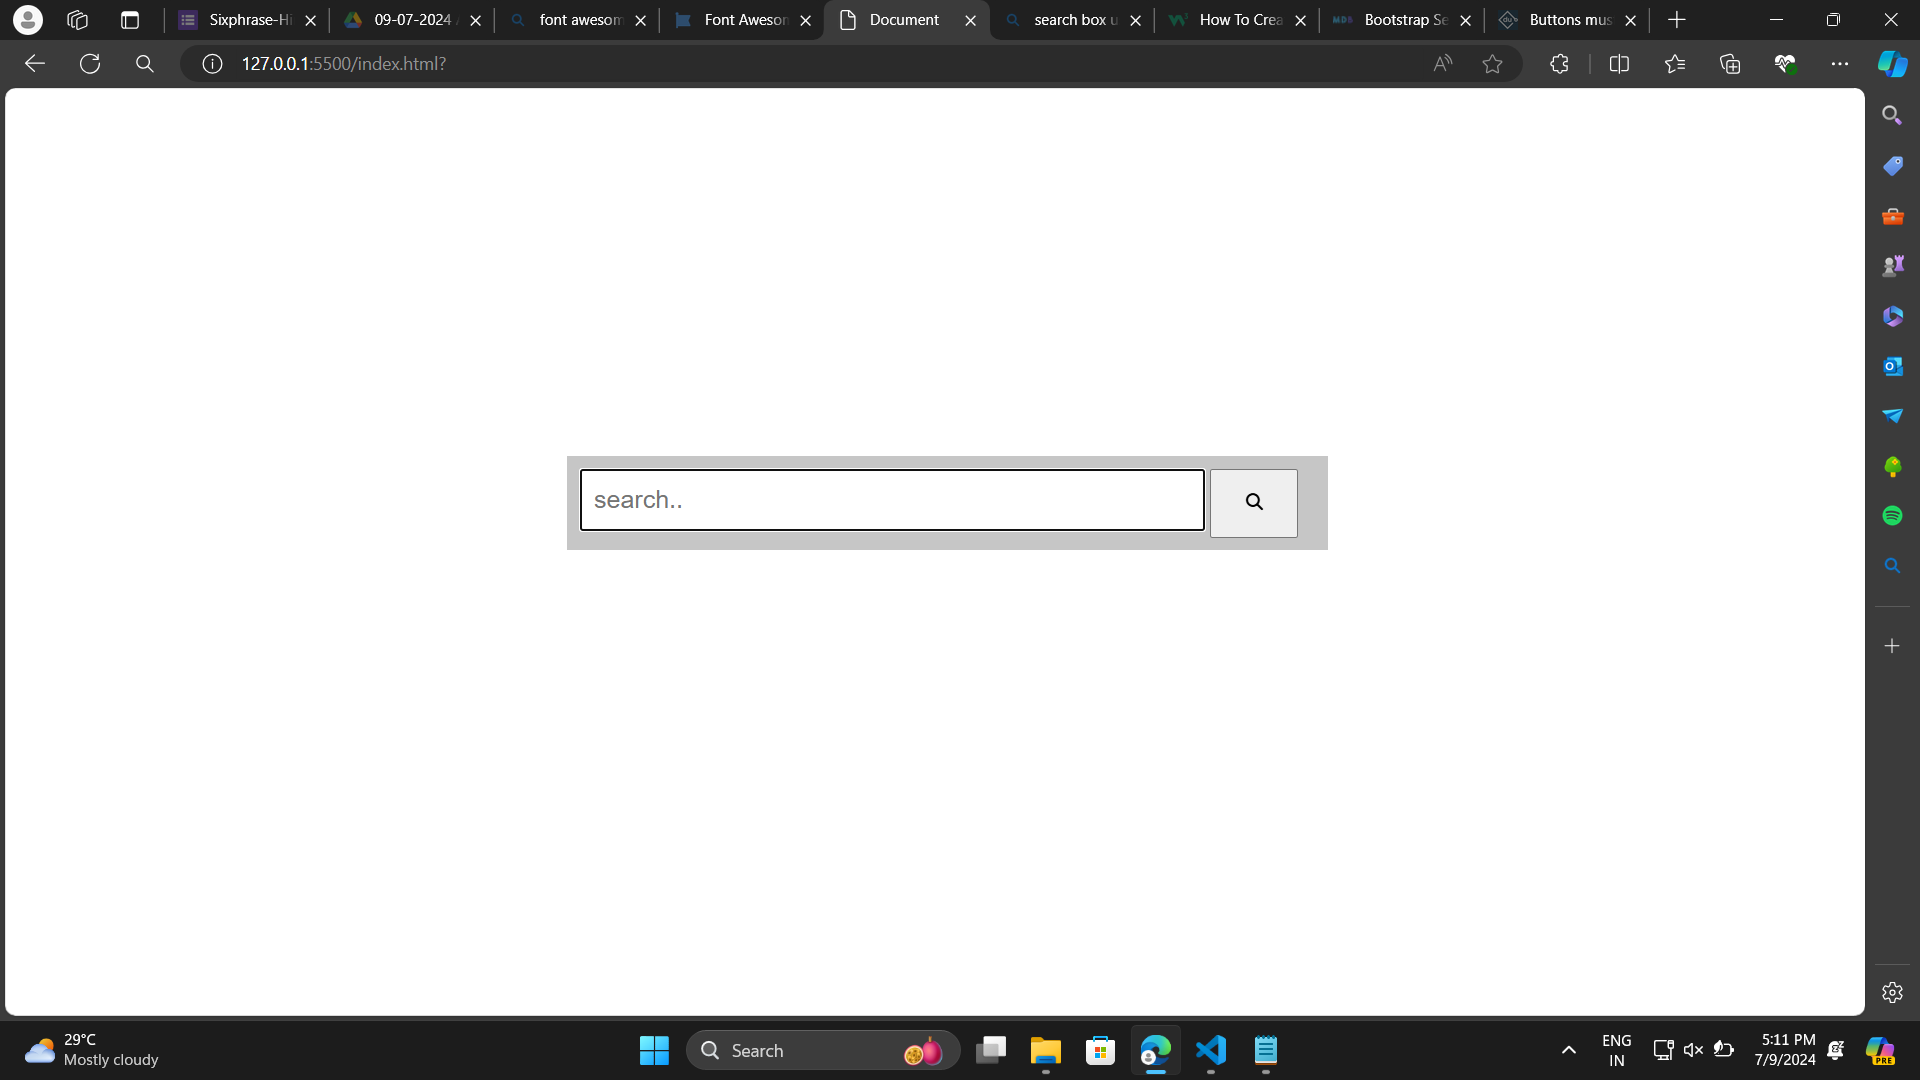 Sixphrase-Hi
09-07-2024
font awesom
Font Aweson
Document
search box u
How To Crea
MDB
Bootstrap Se
Buttons mus
127.0.0.1:5500/index.html?
search..
29°C
Mostly cloudy
Search
ENG
IN
5:11 PM
7/9/2024
PRE